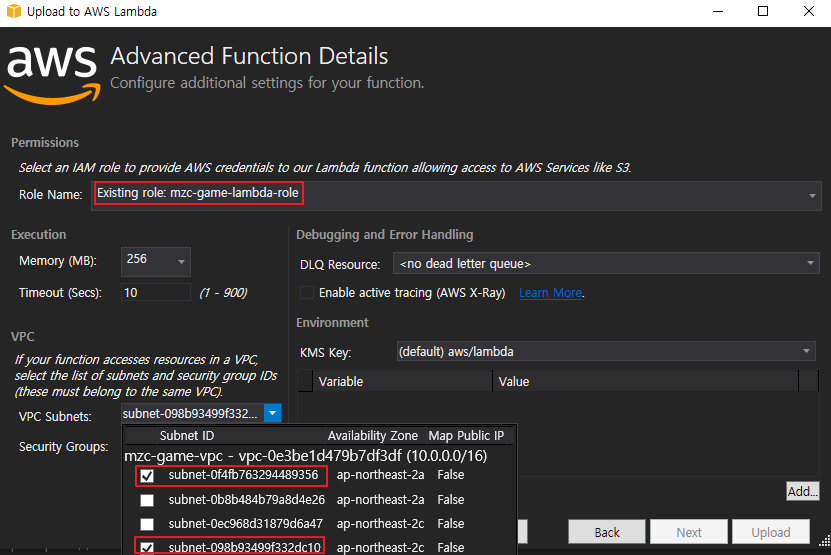 Upload to AWS Lambda
aws
Advanced Function Details
Configure additional settings for your function.
Permissions
Select an IAM role to provide AWS credentials to our Lambda function allowing access to AWS Services like S3.
Role Name: Existing role: mzc-game-lambda-role
Execution
Memory (MB): 256
Timeout (Secs): 10 (1 - 900)
Debugging and Error Handling
DLQ Resource: <no dead letter queue>
Enable active tracing (AWS X-Ray) Learn More.
VPC
If your function accesses resources in a VPC,
select the list of subnets and security group IDs
(these must belong to the same VPC).
VPC Subnets: subnet-098b93499f332...
Security Groups:
Subnet ID Availability Zone Map Public IP
mzc-game-vpc - vpc-0e3be1d479b7df3df (10.0.0.0/16)
subnet-0f4fb763294489356 ap-northeast-2a False
subnet-0b8b484b79a8d4e26 ap-northeast-2a False
subnet-0ec968d31879d6a47 ap-northeast-2c False
subnet-098b93499f332dc10 ap-northeast-2c False
Environment
KMS Key: (default) aws/lambda
Variable Value
Add...
Back Next Upload